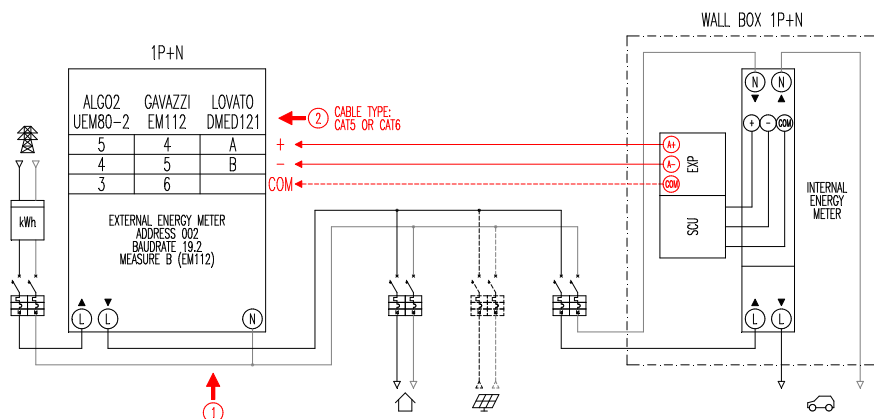 WALL BOX 1P+N
1P+N
ALGO2 GAVAZZI LOVATO
UEM80-2 EM112 DMED121
5 4 A +
4 5 B -
3 6 COM
2 CABLE TYPE:
CAT5 OR CAT6
EXTERNAL ENERGY METER
ADDRESS 002
BAUDRATE 19.2
MEASURE B (EM112)
kWh
L L N
1
A+
A-
COM
EXP
SCU
N N
+ - COM
INTERNAL
ENERGY
METER
L L